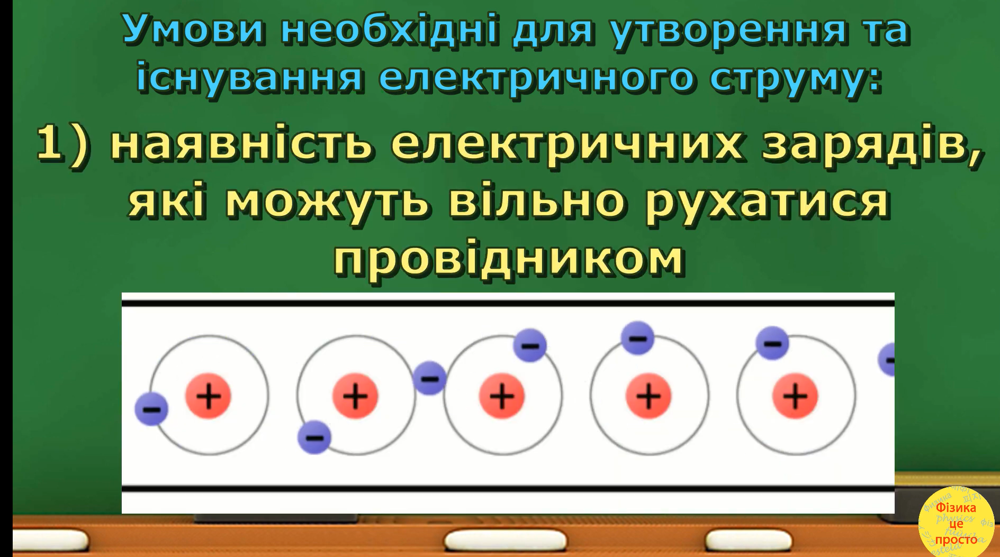 Умови необхідні для утворення та
існування електричного струму:
1) наявність електричних зарядів,
які можуть вільно рухатися
провідником
+ + + + +
- - - - - - -
Фізика
це
просто
physics